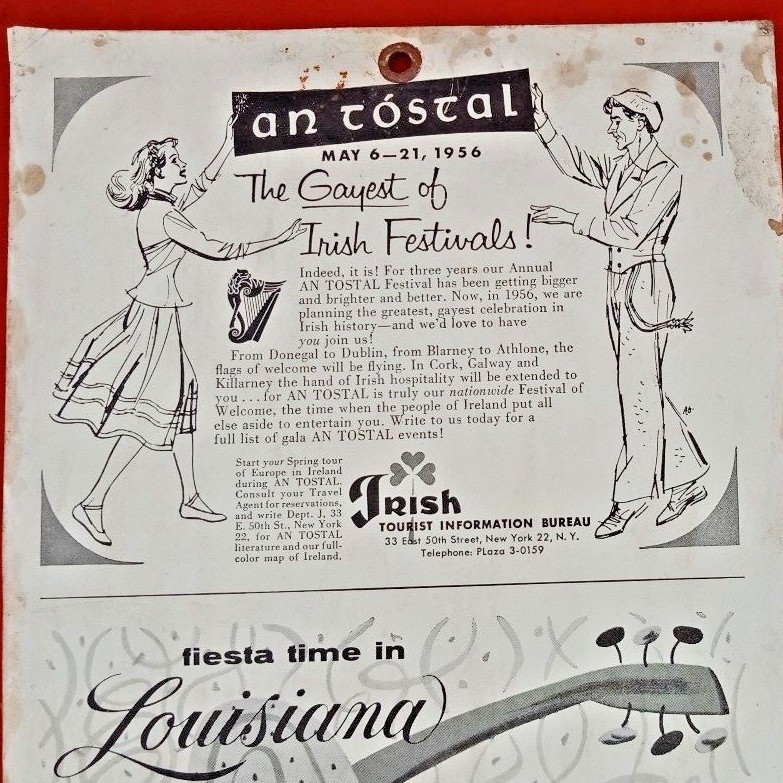 an tóstal
MAY 6—21, 1956
The Gayest of
Irish Festivals!
Indeed, it is! For three years our Annual
AN TOSTAL Festival has been getting bigger
and brighter and better. Now, in 1956, we are
planning the greatest, gayest celebration in
Irish history—and we'd love to have
you join us!
From Donegal to Dublin, from Blarney to Athlone, the
flags of welcome will be flying. In Cork, Galway and
Killarney the hand of Irish hospitality will be extended to
you . . . for AN TOSTAL is truly our nationwide Festival of
Welcome, the time when the people of Ireland put all
else aside to entertain you. Write to us today for a
full list of gala AN TOSTAL events!
Start your Spring tour
of Europe in Ireland
during AN TOSTAL.
Consult your Travel
Agent for reservations,
and write Dept. J, 33
E. 50th St., New York
22, for AN TOSTAL
literature and our full-
color map of Ireland.
Irish
TOURIST INFORMATION BUREAU
33 East 50th Street, New York 22, N. Y.
Telephone: PLaza 3-0159
fiesta time in
Louisiana